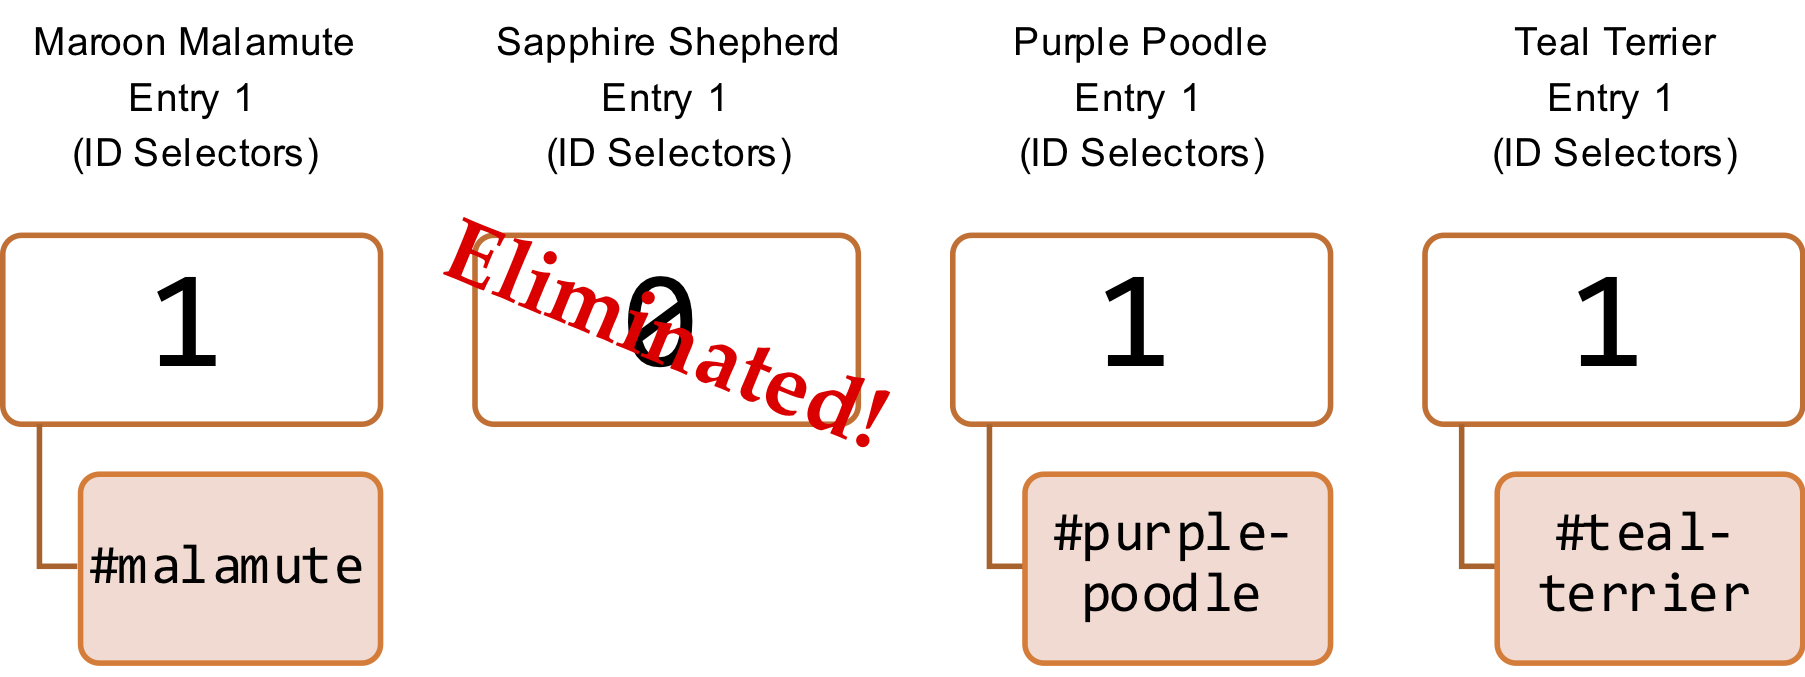 Maroon Malamute
Entry 1
(ID Selectors)
1
#malamute
Sapphire Shepherd
Entry 1
(ID Selectors)
0
Eliminated!
Purple Poodle
Entry 1
(ID Selectors)
1
#purple-
poodle
Teal Terrier
Entry 1
(ID Selectors)
1
#teal-
terrier